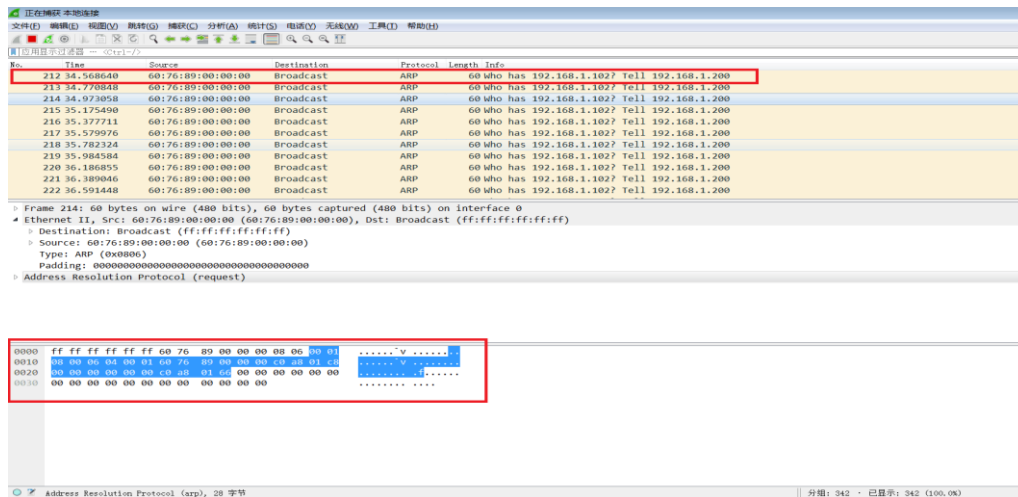 正在捕获 本地连接
文件(F) 编辑(E) 视图(V) 跳转(G) 捕获(C) 分析(A) 统计(S) 电话(Y) 无线(W) 工具(T) 帮助(H)
应用显示过滤器 … <Ctrl-/>
No. Time Source Destination Protocol Length Info
212 34.568640 60:76:89:00:00:00 Broadcast ARP 60 Who has 192.168.1.102? Tell 192.168.1.200
213 34.770848 60:76:89:00:00:00 Broadcast ARP 60 Who has 192.168.1.102? Tell 192.168.1.200
214 34.973058 60:76:89:00:00:00 Broadcast ARP 60 Who has 192.168.1.102? Tell 192.168.1.200
215 35.175490 60:76:89:00:00:00 Broadcast ARP 60 Who has 192.168.1.102? Tell 192.168.1.200
216 35.377711 60:76:89:00:00:00 Broadcast ARP 60 Who has 192.168.1.102? Tell 192.168.1.200
217 35.579976 60:76:89:00:00:00 Broadcast ARP 60 Who has 192.168.1.102? Tell 192.168.1.200
218 35.782324 60:76:89:00:00:00 Broadcast ARP 60 Who has 192.168.1.102? Tell 192.168.1.200
219 35.984584 60:76:89:00:00:00 Broadcast ARP 60 Who has 192.168.1.102? Tell 192.168.1.200
220 36.186855 60:76:89:00:00:00 Broadcast ARP 60 Who has 192.168.1.102? Tell 192.168.1.200
221 36.389046 60:76:89:00:00:00 Broadcast ARP 60 Who has 192.168.1.102? Tell 192.168.1.200
222 36.591448 60:76:89:00:00:00 Broadcast ARP 60 Who has 192.168.1.102? Tell 192.168.1.200
Frame 214: 60 bytes on wire (480 bits), 60 bytes captured (480 bits) on interface 0
Ethernet II, Src: 60:76:89:00:00:00 (60:76:89:00:00:00), Dst: Broadcast (ff:ff:ff:ff:ff:ff)
Destination: Broadcast (ff:ff:ff:ff:ff:ff)
Source: 60:76:89:00:00:00 (60:76:89:00:00:00)
Type: ARP (0x0806)
Padding: 000000000000000000000000000000000000
Address Resolution Protocol (request)
0000 ff ff ff ff ff ff 60 76 89 00 00 00 08 06 00 01 ......`v ........
0010 08 00 06 04 00 01 60 76 89 00 00 00 c0 a8 01 c8 ......`v ........
0020 00 00 00 00 00 00 c0 a8 01 66 00 00 00 00 00 00 ........ .f......
0030 00 00 00 00 00 00 00 00 00 00 00 00 ........ ....
Address Resolution Protocol (arp), 28 字节
分组: 342 · 已显示: 342 (100.0%)